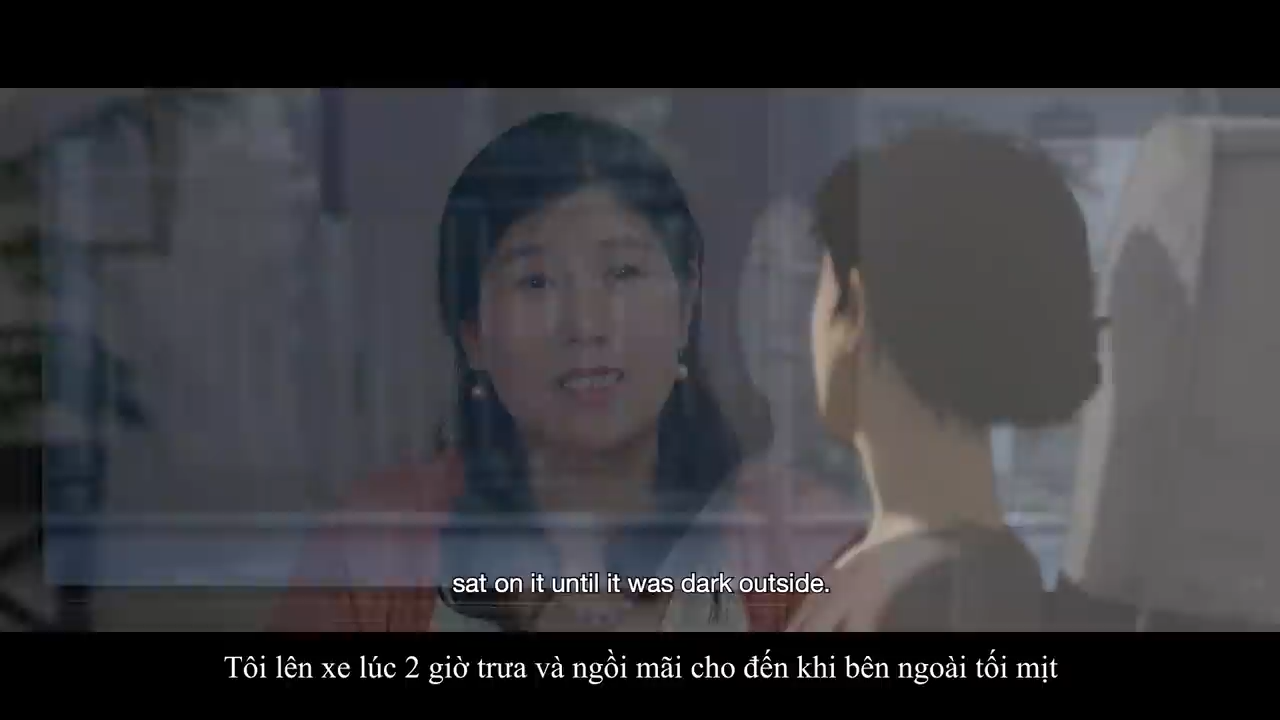 sat on it until it was dark outside.
Tôi lên xe lúc 2 giờ trưa và ngồi mãi cho đến khi bên ngoài tối mịt